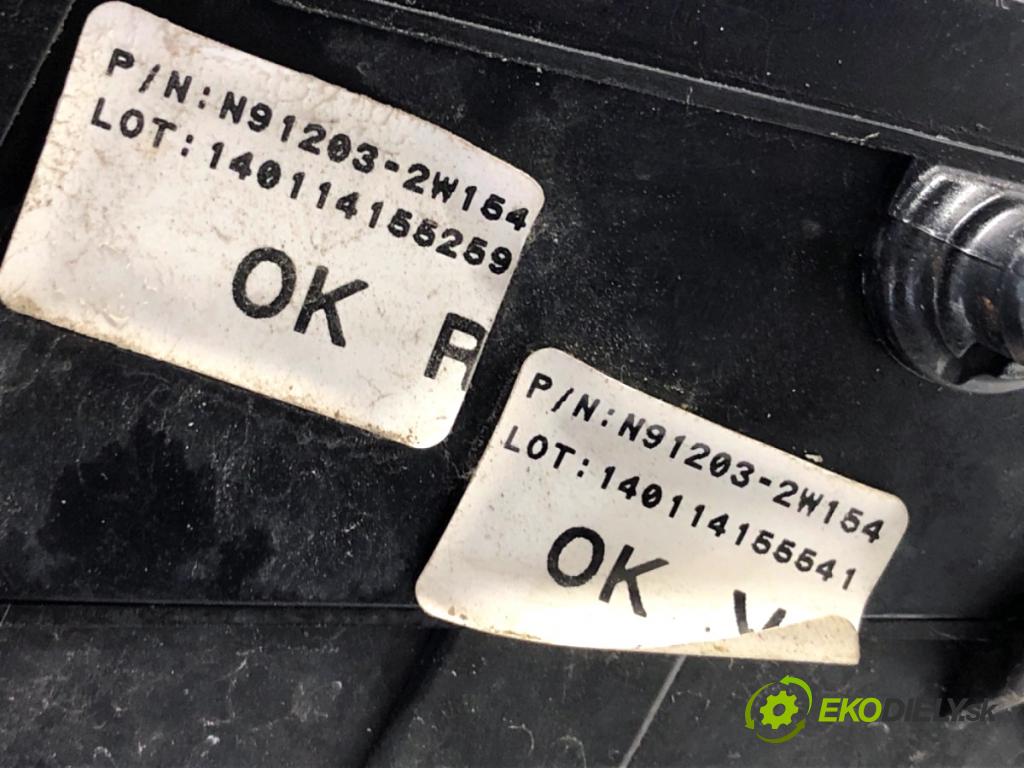 P/N:N91203-2W154
LOT:140114155259
OK R
P/N:N91203-2W154
LOT:140114155541
OK
EKODIELY.sk